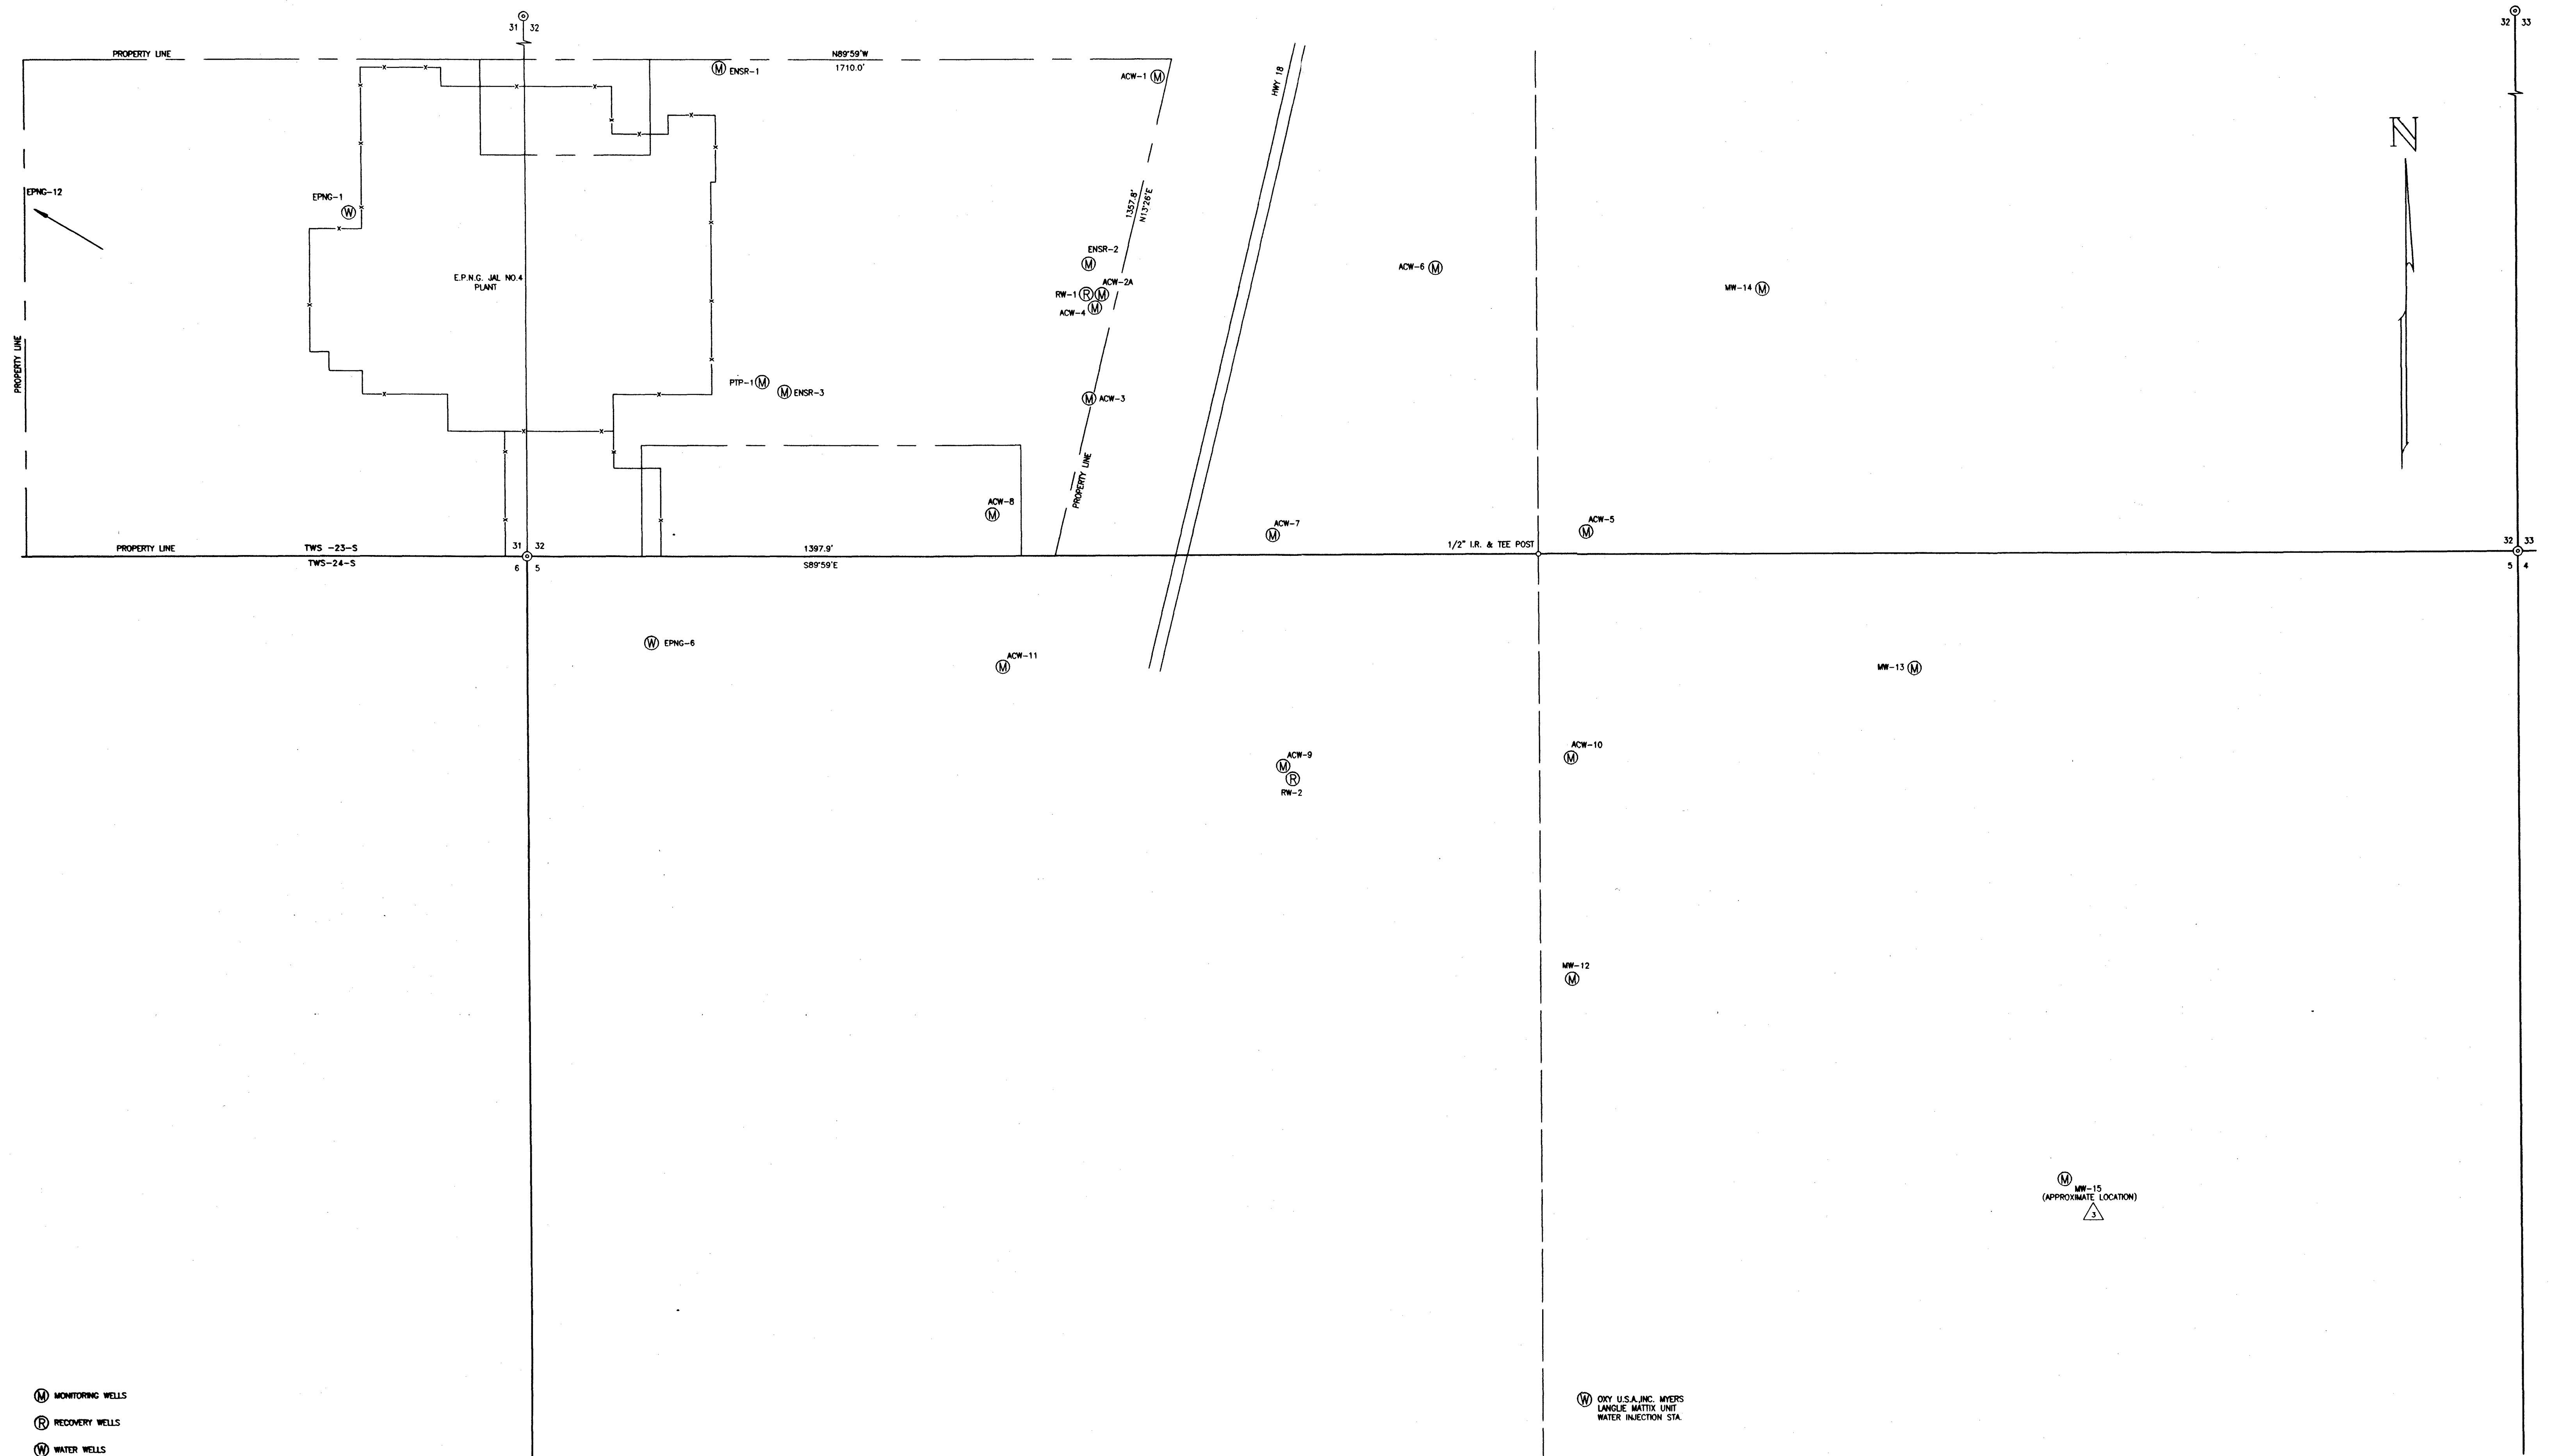 31 32
32 33
PROPERTY LINE
N89°59'W
1710.0'
ENSR-1
ACW-1 M
M
HWY 18
N
EPNG-12
EPNG-1
W
1357.8'
N13°26'E
ENSR-2
M
ACW-6 M
E.P.N.G. JAL NO.4
PLANT
ACW-2A
RW-1 R M
ACW-4 M
MW-14 M
PROPERTY LINE
PTP-1 M
M ENSR-3
M ACW-3
PROPERTY LINE
ACW-8
M
ACW-7
M
ACW-5
M
PROPERTY LINE
TWS -23-S
31 32
1397.9'
1/2" I.R. & TEE POST
32 33
TWS-24-S
6 5
S89°59'E
5 4
W EPNG-6
ACW-11
M
MW-13 M
ACW-9
M
R
RW-2
ACW-10
M
MW-12
M
M
MW-15
(APPROXIMATE LOCATION)
3
M MONITORING WELLS
R RECOVERY WELLS
W WATER WELLS
W OXY U.S.A.,INC. MYERS
LANGLIE MATTIX UNIT
WATER INJECTION STA.